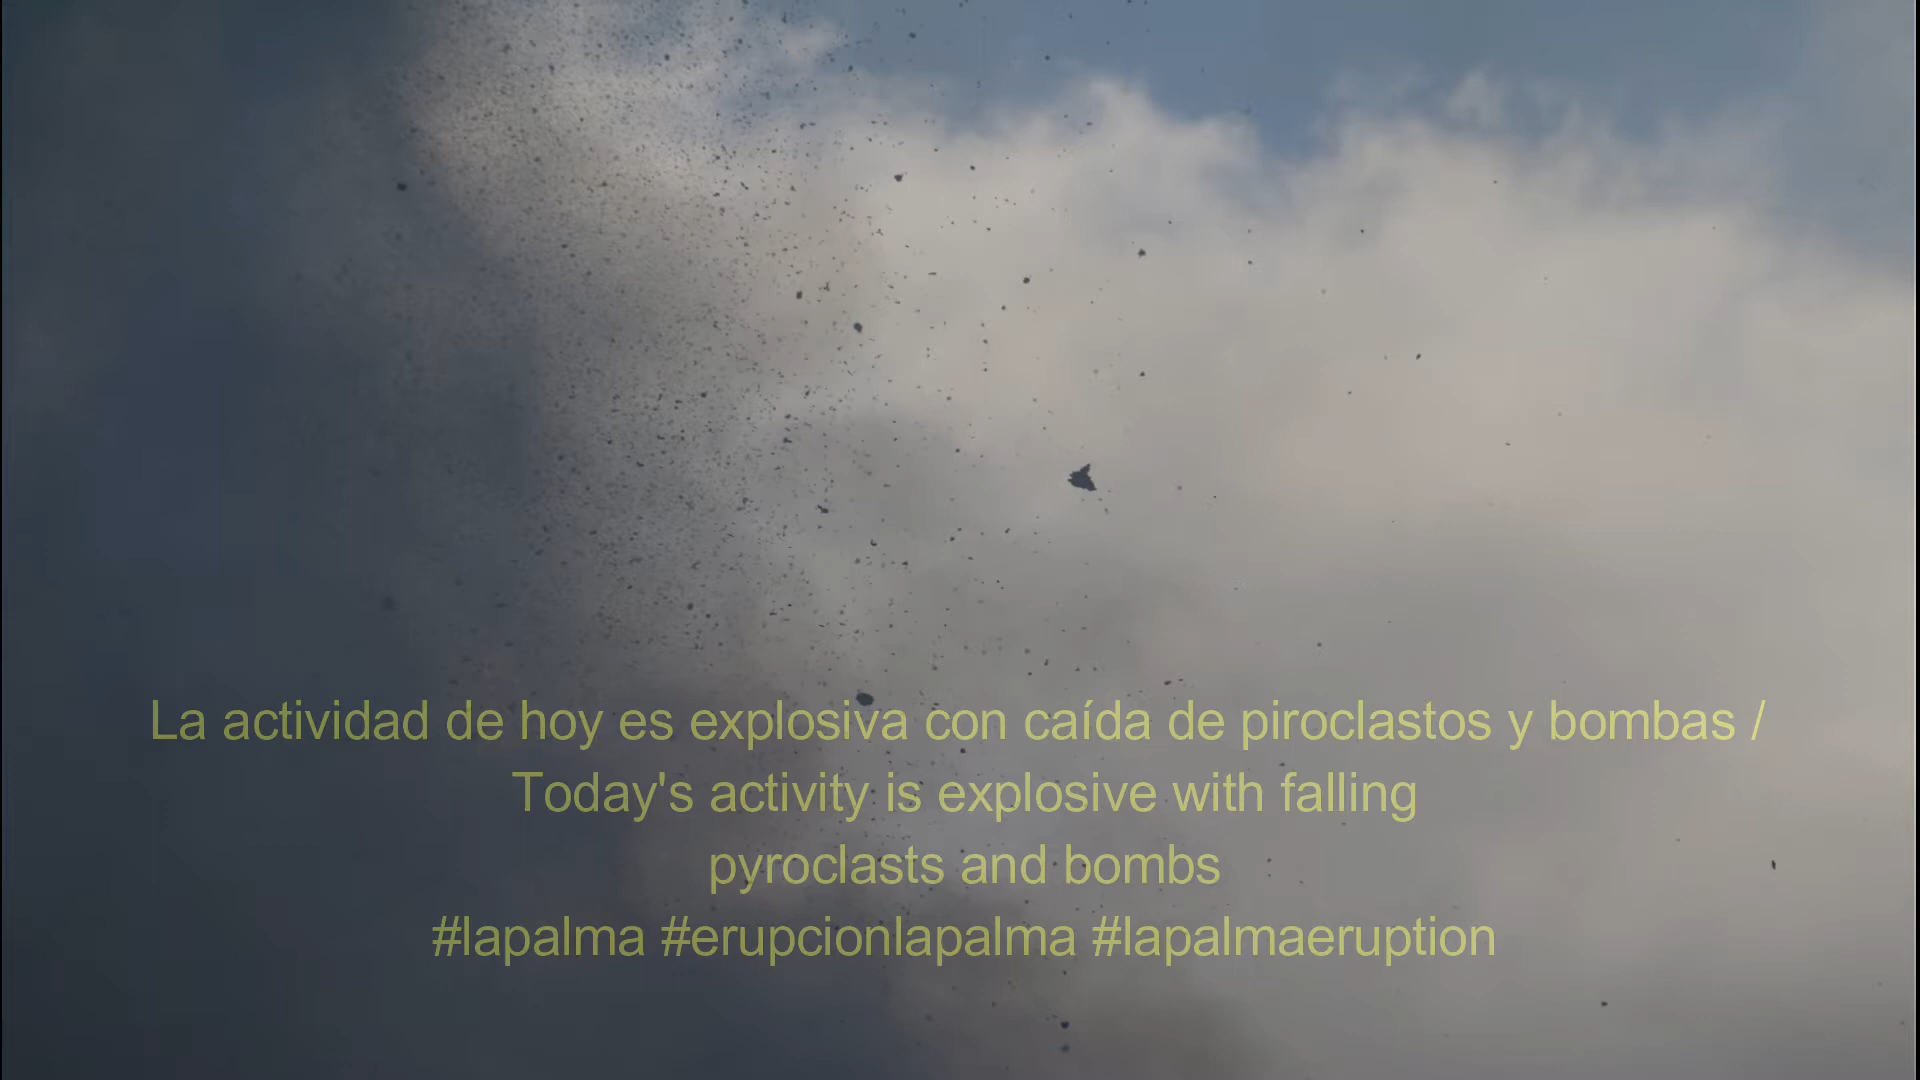 La actividad de hoy es explosiva con caída de piroclastos y bombas /
Today's activity is explosive with falling
pyroclasts and bombs
#lapalma #erupcionlapalma #lapalmaeruption